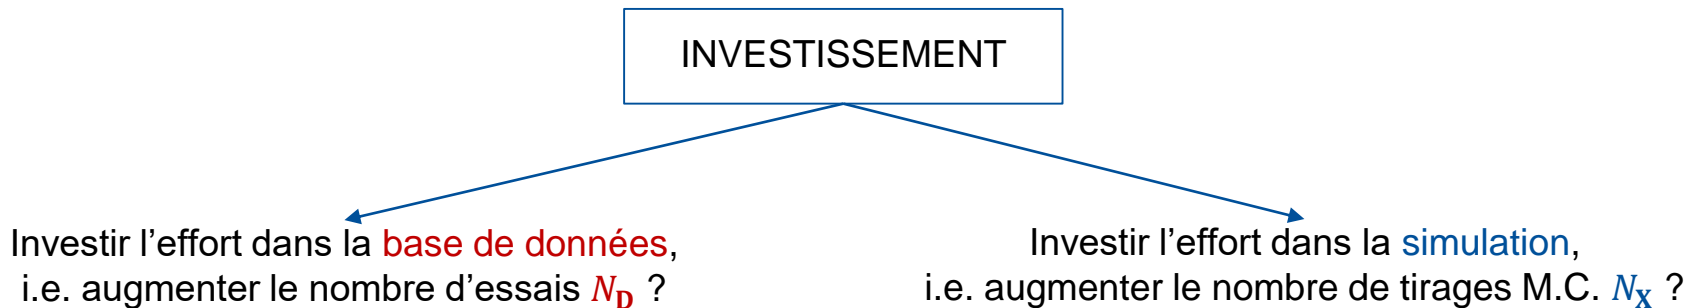 INVESTISSEMENT
Investir l’effort dans la base de données,
i.e. augmenter le nombre d’essais N_D ?
Investir l’effort dans la simulation,
i.e. augmenter le nombre de tirages M.C. N_X ?